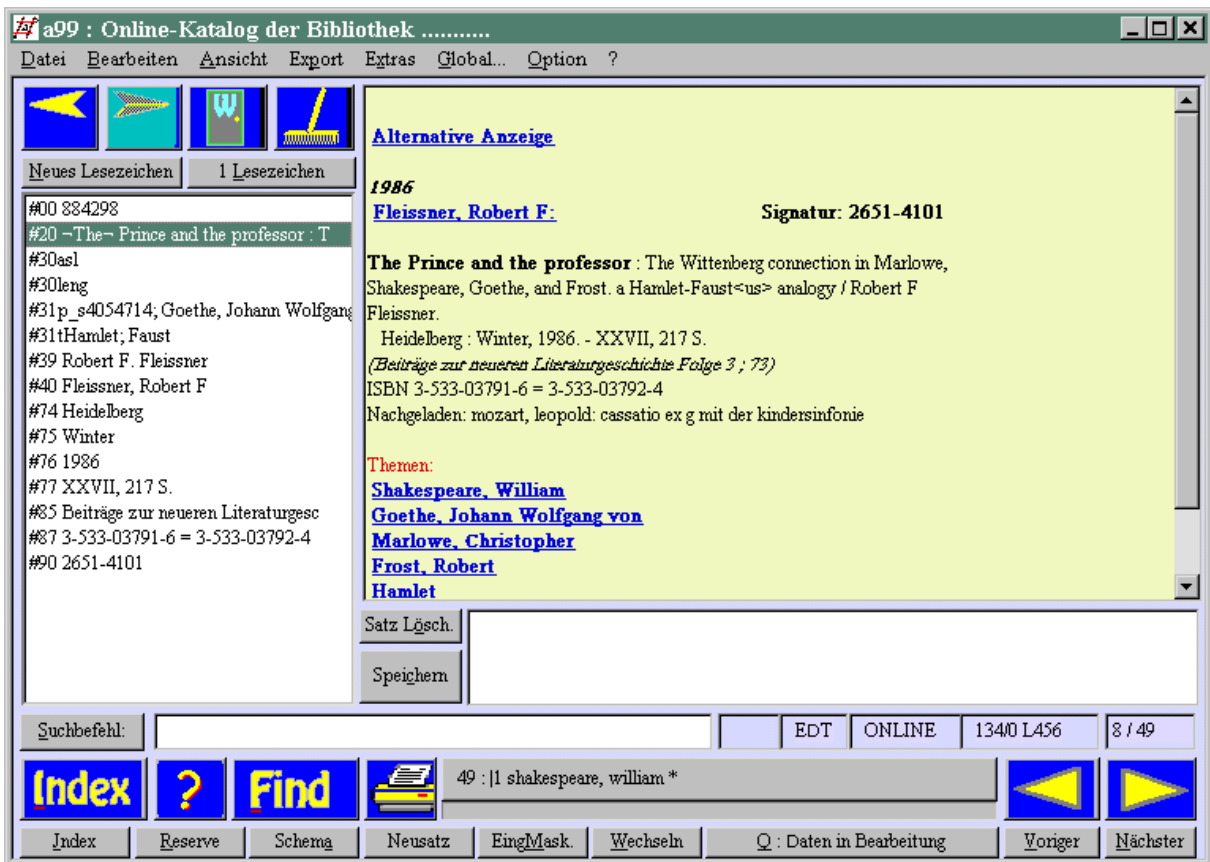 a99 : Online-Katalog der Bibliothek ...........
Datei Bearbeiten Ansicht Export Extras Global... Option ?
W.
Neues Lesezeichen 1 Lesezeichen
#00 884298
#20 ¬The¬ Prince and the professor : T
#30asl
#30leng
#31p_s4054714; Goethe, Johann Wolfgang
#31tHamlet; Faust
#39 Robert F. Fleissner
#40 Fleissner, Robert F
#74 Heidelberg
#75 Winter
#76 1986
#77 XXVII, 217 S.
#85 Beiträge zur neueren Literaturgesc
#87 3-533-03791-6 = 3-533-03792-4
#90 2651-4101
Alternative Anzeige
1986
Fleissner, Robert F: Signatur: 2651-4101
The Prince and the professor : The Wittenberg connection in Marlowe,
Shakespeare, Goethe, and Frost. a Hamlet-Faust<us> analogy / Robert F
Fleissner.
Heidelberg : Winter, 1986. - XXVII, 217 S.
(Beiträge zur neueren Literaturgeschichte Folge 3 ; 73)
ISBN 3-533-03791-6 = 3-533-03792-4
Nachgeladen: mozart, leopold: cassatio ex g mit der kindersinfonie
Themen:
Shakespeare, William
Goethe, Johann Wolfgang von
Marlowe, Christopher
Frost, Robert
Hamlet
Satz Lösch.
Speichern
Suchbefehl: EDT ONLINE 134/0 L456 8 / 49
Index ? Find 49 : |1 shakespeare, william *
Index Reserve Schema Neusatz EingMask. Wechseln Q : Daten in Bearbeitung Voriger Nächster